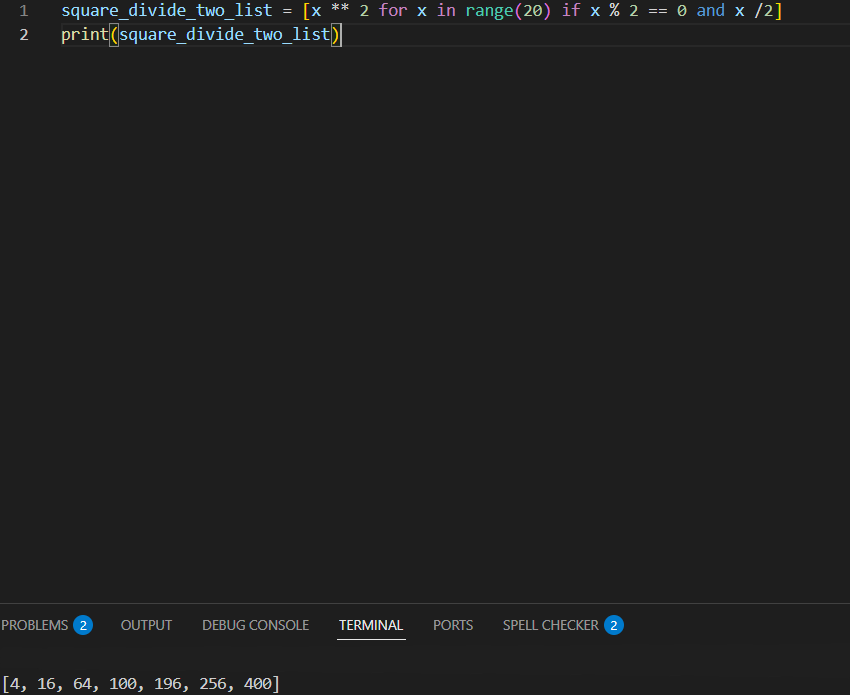 1 square_divide_two_list = [x ** 2 for x in range(20) if x % 2 == 0 and x /2]
2 print(square_divide_two_list)
PROBLEMS 2 OUTPUT DEBUG CONSOLE TERMINAL PORTS SPELL CHECKER 2
[4, 16, 64, 100, 196, 256, 400]